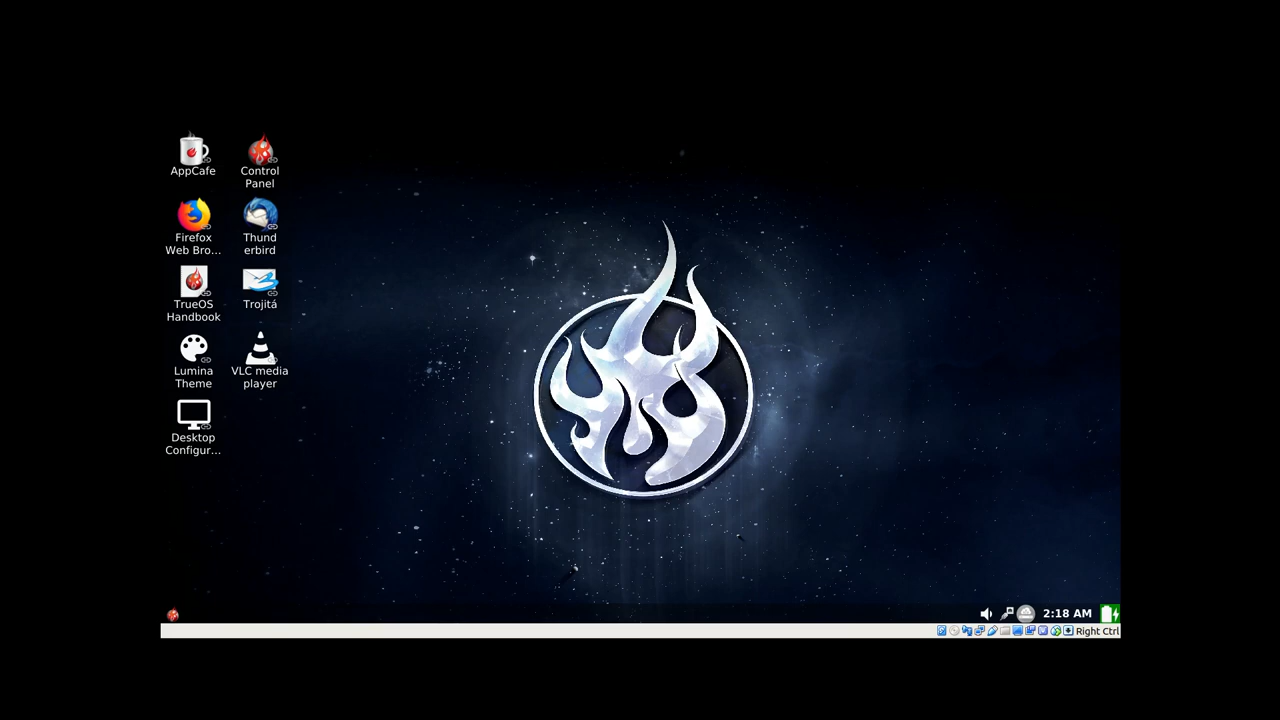 AppCafe
Control
Panel
Firefox
Web Bro...
Thund
erbird
TrueOS
Handbook
Trojitá
Lumina
Theme
VLC media
player
Desktop
Configur...
2:18 AM
Right Ctrl